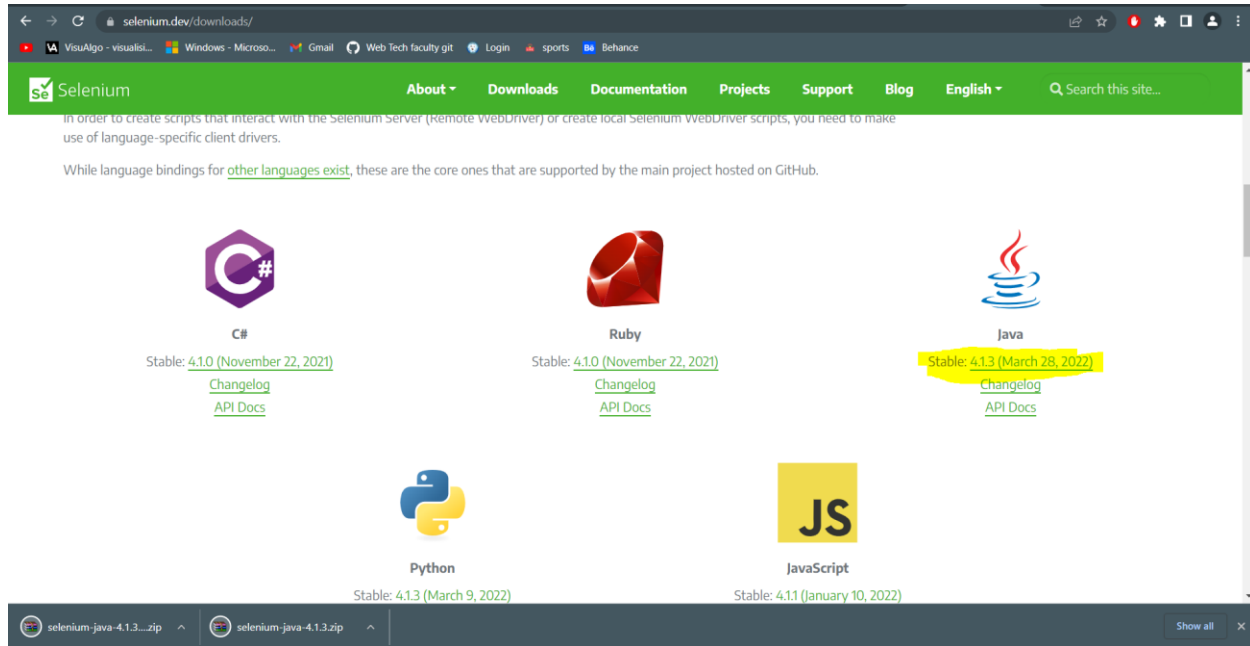 selenium.dev/downloads/
VisuAlgo - visualisi... Windows - Microso... Gmail Web Tech faculty git Login sports Bē Behance
Se Selenium About Downloads Documentation Projects Support Blog English Search this site...
In order to create scripts that interact with the Selenium Server (Remote WebDriver) or create local Selenium WebDriver scripts, you need to make
use of language-specific client drivers.
While language bindings for other languages exist, these are the core ones that are supported by the main project hosted on GitHub.
C#
C# Ruby Java
Stable: 4.1.0 (November 22, 2021) Stable: 4.1.0 (November 22, 2021) Stable: 4.1.3 (March 28, 2022)
Changelog Changelog Changelog
API Docs API Docs API Docs
JS
Python JavaScript
Stable: 4.1.3 (March 9, 2022) Stable: 4.1.1 (January 10, 2022)
selenium-java-4.1.3....zip selenium-java-4.1.3.zip Show all